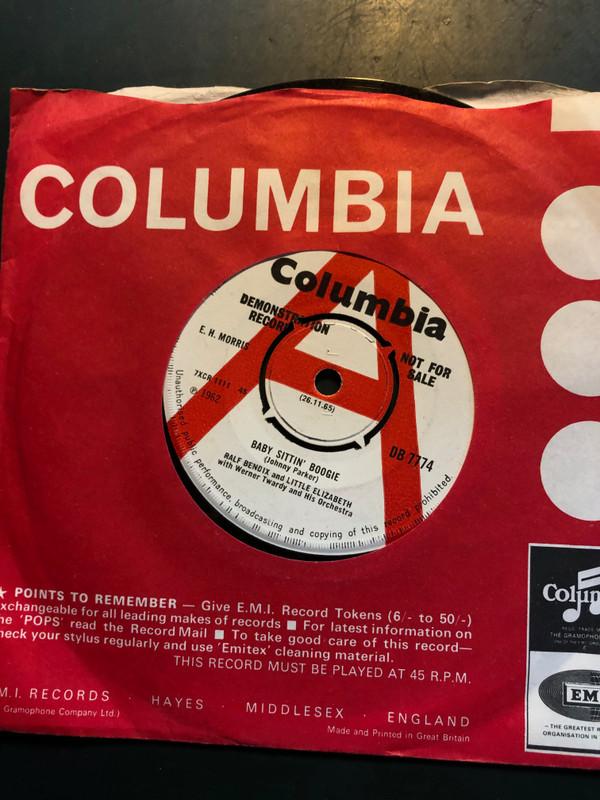 COLUMBIA
Columbia
DEMONSTRATION
RECORD
E. H. MORRIS
NOT FOR
SALE
7XCR 1111 45
℗ 1962
(26.11.65)
DB 7774
BABY SITTIN' BOOGIE
(Johnny Parker)
RALF BENDIX and LITTLE ELIZABETH
with Werner Twardy and His Orchestra
Unauthorised public performance, broadcasting and copying of this record prohibited.
★ POINTS TO REMEMBER — Give E.M.I. Record Tokens (6/- to 50/-)
xchangeable for all leading makes of records ■ For latest information on
he 'POPS' read the Record Mail ■ To take good care of this record—
heck your stylus regularly and use 'Emitex' cleaning material.
THIS RECORD MUST BE PLAYED AT 45 R.P.M.
M.I. RECORDS · HAYES · MIDDLESEX · ENGLAND
Gramophone Company Ltd.)
Made and Printed in Great Britain
Colum
THE GRAMOPHO
EM
— THE GREATEST R
ORGANISATION IN